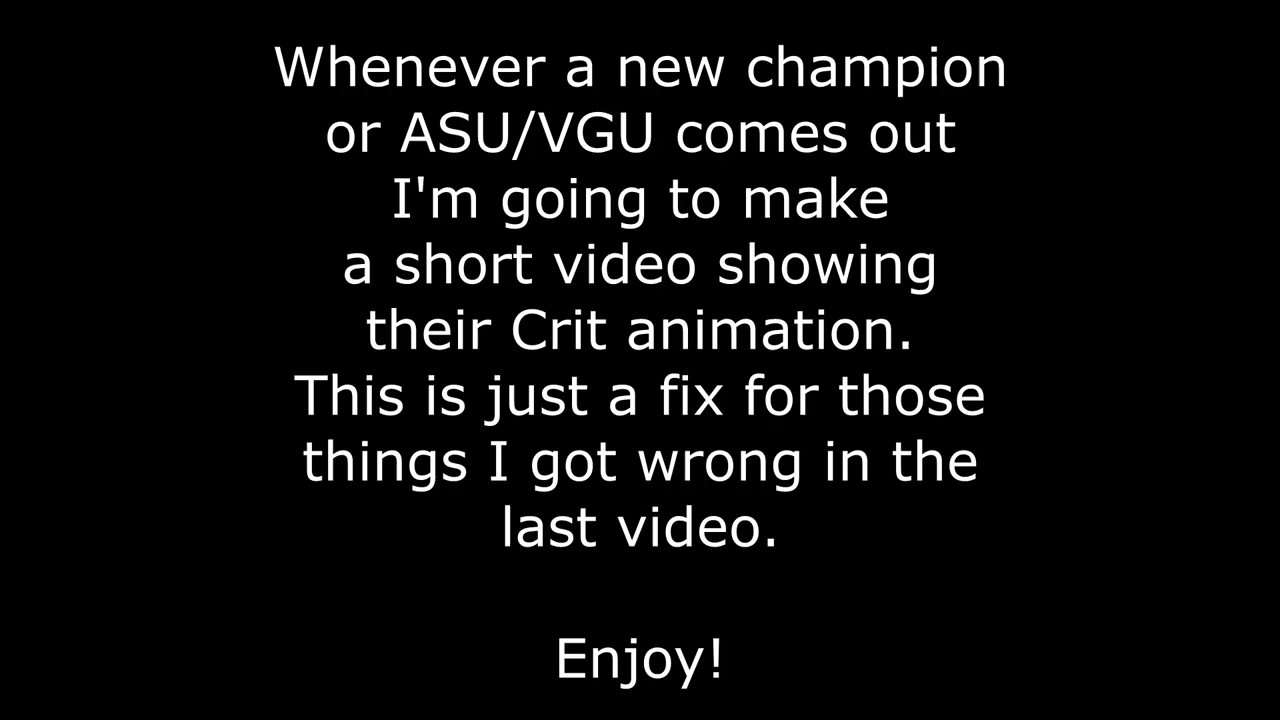 Whenever a new champion
or ASU/VGU comes out
I'm going to make
a short video showing
their Crit animation.
This is just a fix for those
things I got wrong in the
last video.
Enjoy!